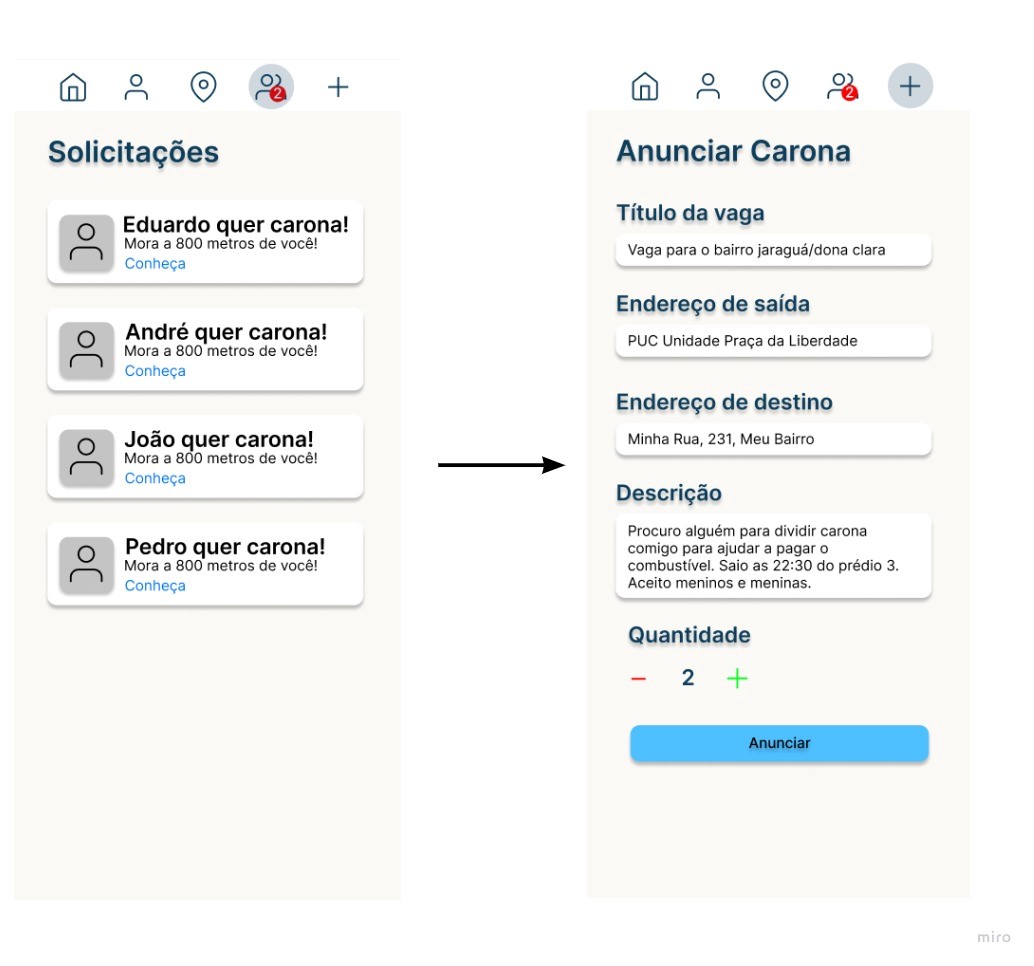 2
Solicitações
Eduardo quer carona!
Mora a 800 metros de você!
Conheça
André quer carona!
Mora a 800 metros de você!
Conheça
João quer carona!
Mora a 800 metros de você!
Conheça
Pedro quer carona!
Mora a 800 metros de você!
Conheça
2
Anunciar Carona
Título da vaga
Vaga para o bairro jaraguá/dona clara
Endereço de saída
PUC Unidade Praça da Liberdade
Endereço de destino
Minha Rua, 231, Meu Bairro
Descrição
Procuro alguém para dividir carona
comigo para ajudar a pagar o
combustível. Saio as 22:30 do prédio 3.
Aceito meninos e meninas.
Quantidade
− 2 +
Anunciar
miro